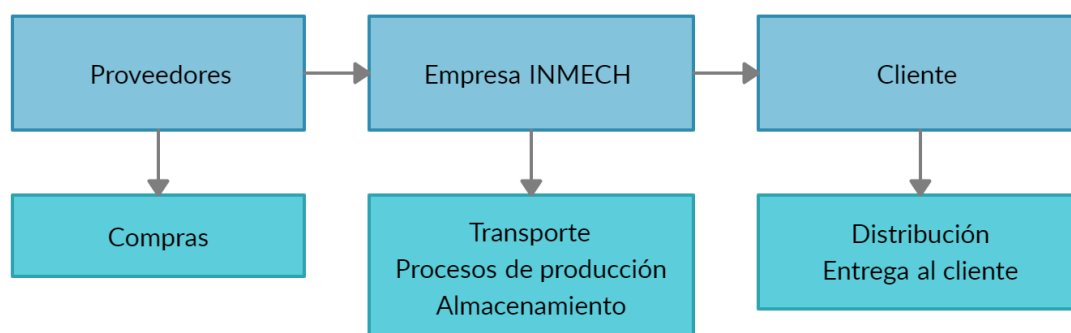 Proveedores
Empresa INMECH
Cliente
Compras
Transporte
Procesos de producción
Almacenamiento
Distribución
Entrega al cliente